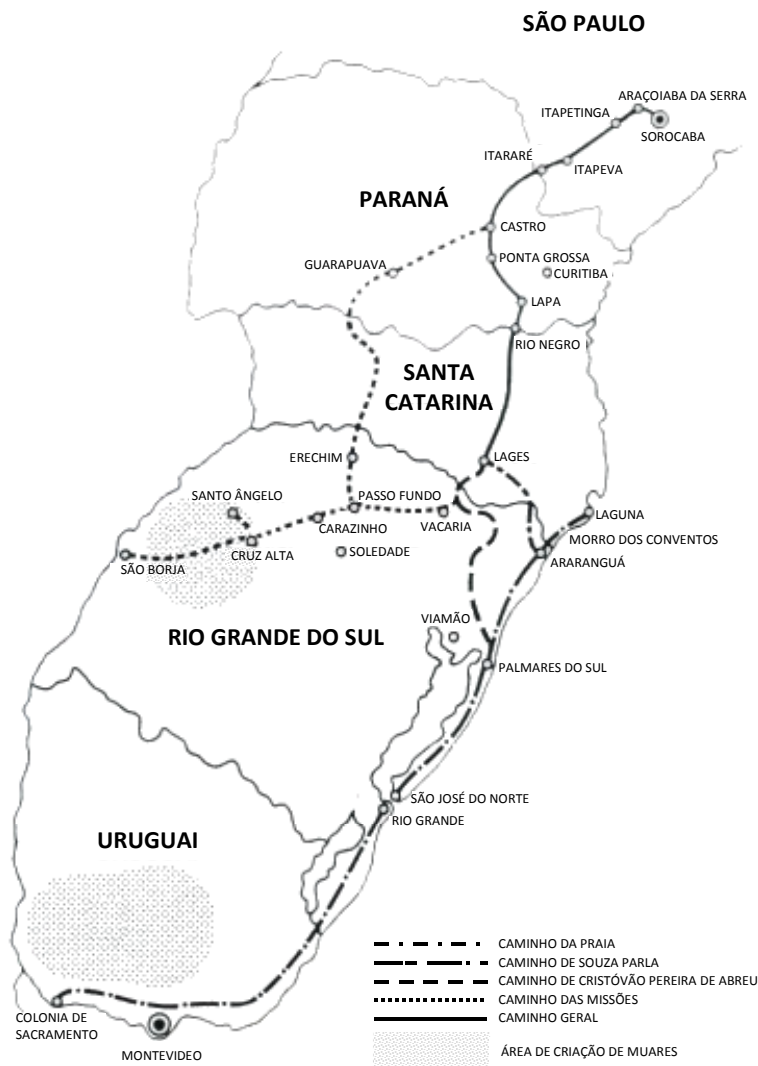 SÃO PAULO
ARAÇOIABA DA SERRA
ITAPETINGA
SOROCABA
ITARARÉ
ITAPEVA
PARANÁ
CASTRO
GUARAPUAVA
PONTA GROSSA
CURITIBA
LAPA
RIO NEGRO
SANTA
CATARINA
ERECHIM
LAGES
SANTO ÂNGELO
PASSO FUNDO
CARAZINHO
VACARIA
LAGUNA
MORRO DOS CONVENTOS
ARARANGUÁ
CRUZ ALTA
SOLEDADE
SÃO BORJA
VIAMÃO
RIO GRANDE DO SUL
PALMARES DO SUL
SÃO JOSÉ DO NORTE
RIO GRANDE
URUGUAI
COLONIA DE
SACRAMENTO
MONTEVIDEO
CAMINHO DA PRAIA
CAMINHO DE SOUZA PARLA
CAMINHO DE CRISTÓVÃO PEREIRA DE ABREU
CAMINHO DAS MISSÕES
CAMINHO GERAL
ÁREA DE CRIAÇÃO DE MUARES